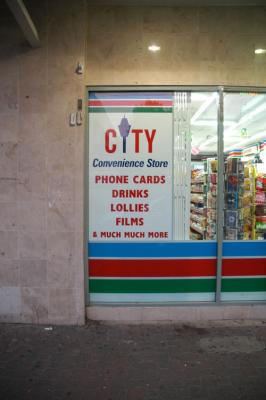 CITY
Convenience Store
PHONE CARDS
DRINKS
LOLLIES
FILMS
& MUCH MUCH MORE